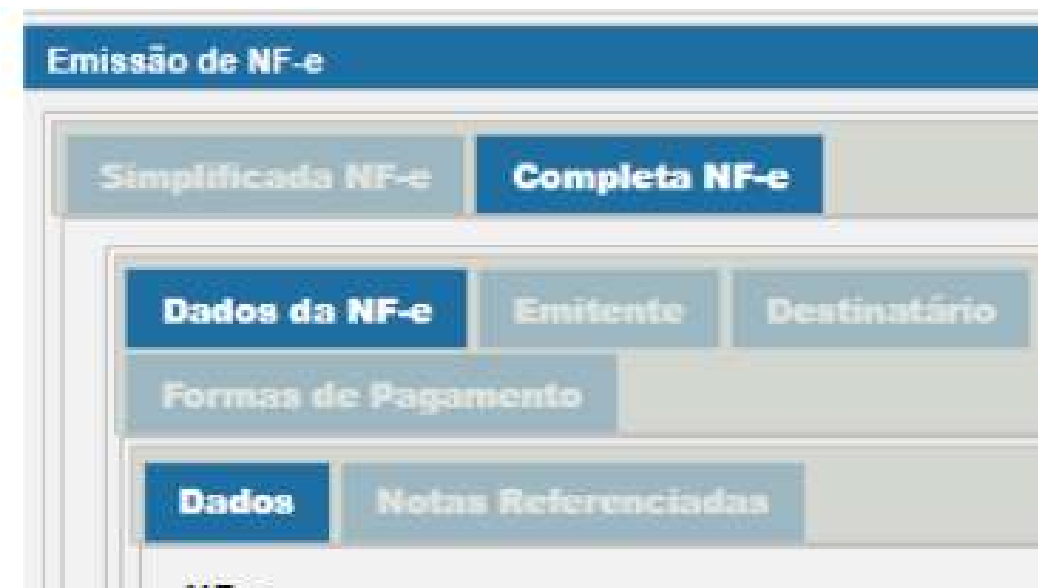 Emissão de NF-e
Simplificada NF-e Completa NF-e
Dados da NF-e Emitente Destinatário
Formas de Pagamento
Dados Notas Referenciadas